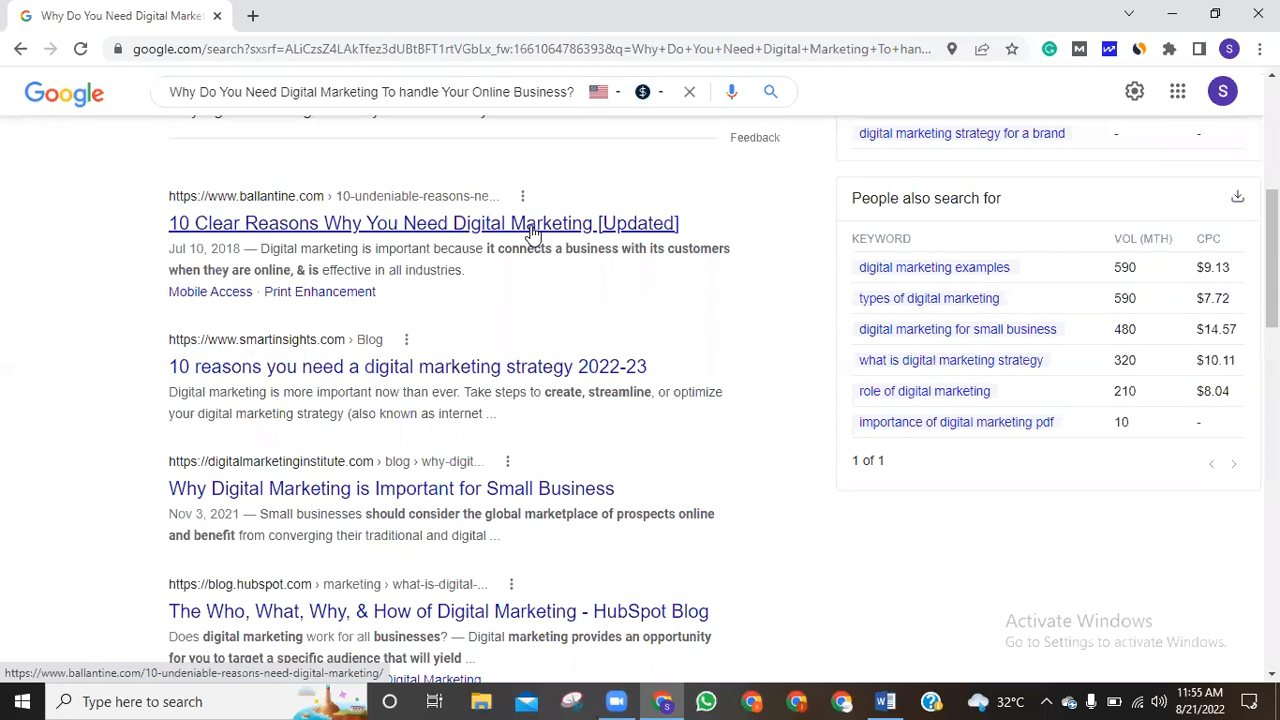 Why Do You Need Digital Marke
google.com/search?sxsrf=ALiCzsZ4LAkTfez3dUBtBFT1rtVGbLx_fw:1661064786393&q=Why+Do+You+Need+Digital+Marketing+To+han...
S
Google
Why Do You Need Digital Marketing To handle Your Online Business?
S
digital marketing strategy for a brand - -
Feedback
https://www.ballantine.com › 10-undeniable-reasons-ne...
10 Clear Reasons Why You Need Digital Marketing [Updated]
Jul 10, 2018 — Digital marketing is important because it connects a business with its customers
when they are online, & is effective in all industries.
Mobile Access · Print Enhancement
https://www.smartinsights.com › Blog
10 reasons you need a digital marketing strategy 2022-23
Digital marketing is more important now than ever. Take steps to create, streamline, or optimize
your digital marketing strategy (also known as internet ...
https://digitalmarketinginstitute.com › blog › why-digit...
Why Digital Marketing is Important for Small Business
Nov 3, 2021 — Small businesses should consider the global marketplace of prospects online
and benefit from converging their traditional and digital ...
https://blog.hubspot.com › marketing › what-is-digital-...
The Who, What, Why, & How of Digital Marketing - HubSpot Blog
Does digital marketing work for all businesses? — Digital marketing provides an opportunity
for you to target a specific audience that will yield ...
Digital Marketing
People also search for
KEYWORD VOL (MTH) CPC
digital marketing examples 590 $9.13
types of digital marketing 590 $7.72
digital marketing for small business 480 $14.57
what is digital marketing strategy 320 $10.11
role of digital marketing 210 $8.04
importance of digital marketing pdf 10 -
1 of 1
Activate Windows
Go to Settings to activate Windows.
https://www.ballantine.com/10-undeniable-reasons-need-digital-marketing/
Type here to search
32°C
11:55 AM
8/21/2022